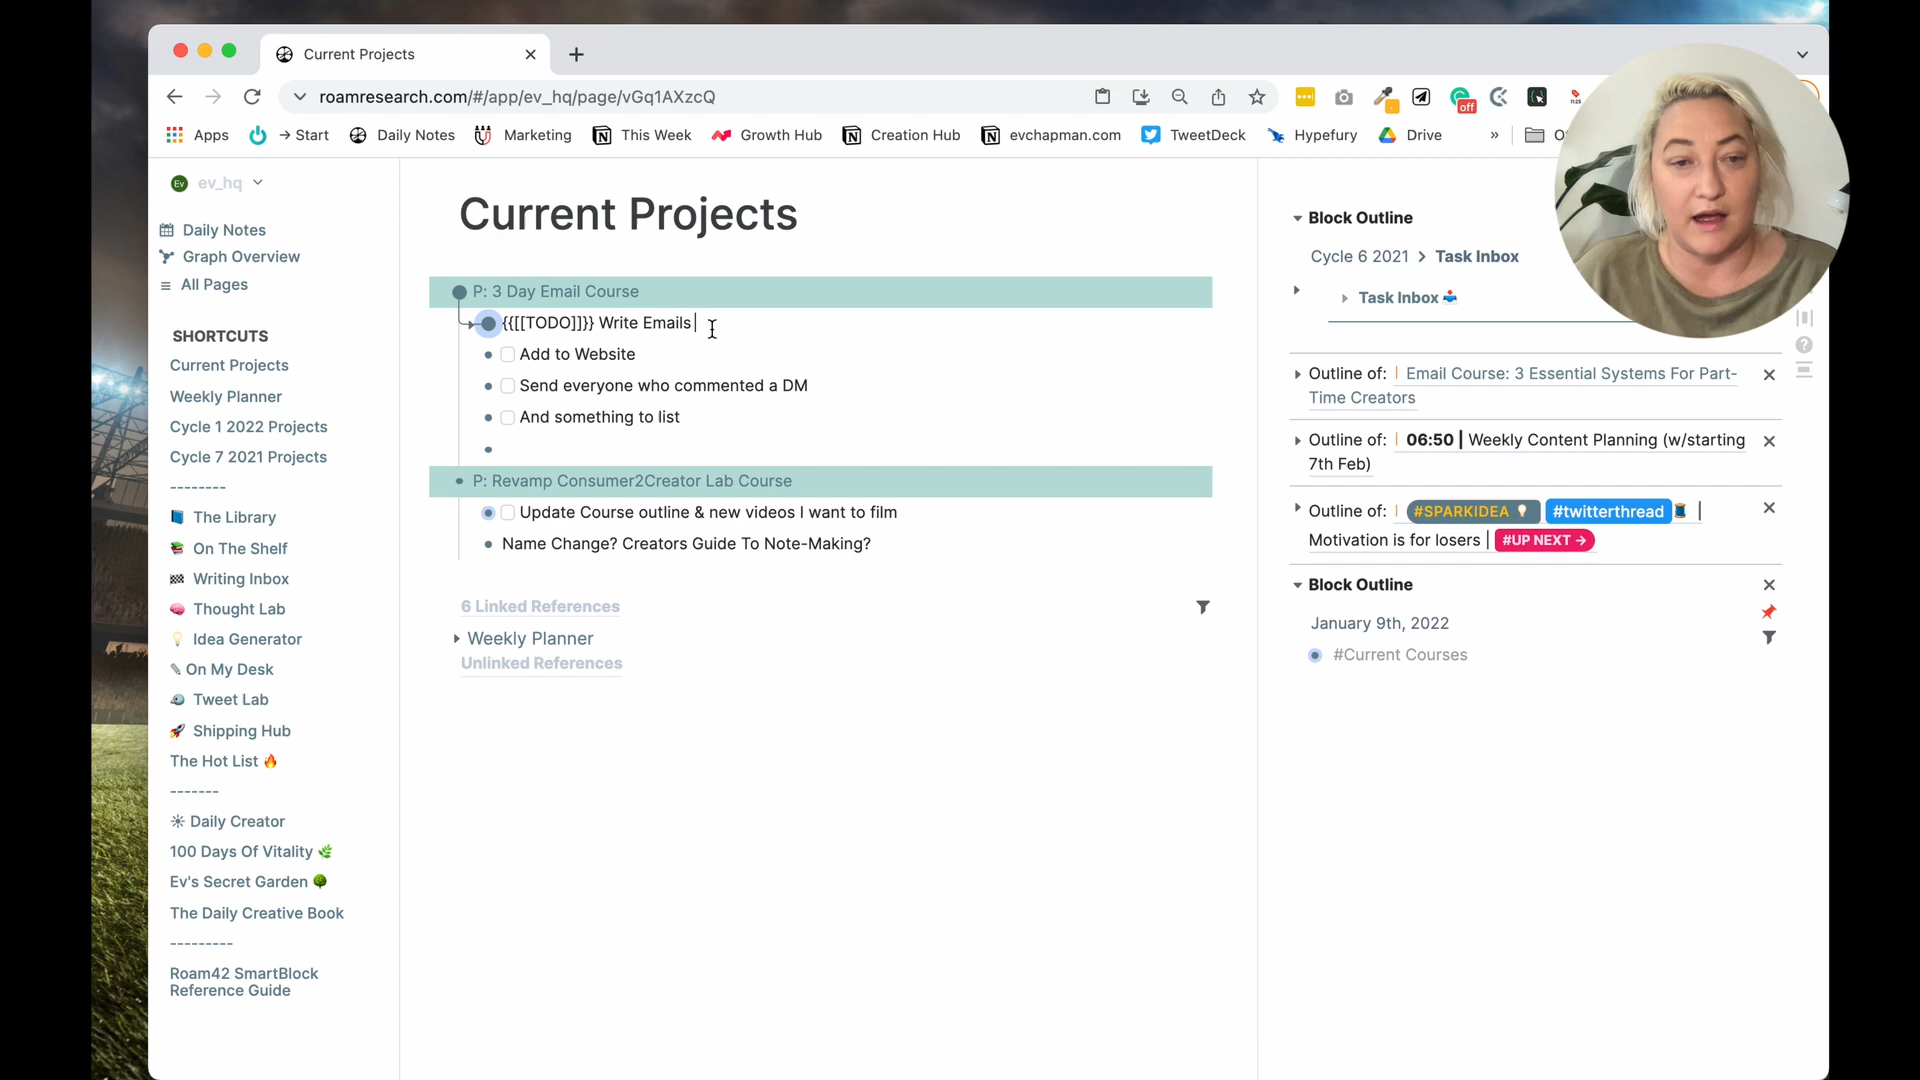 Current Projects
roamresearch.com/#/app/ev_hq/page/vGq1AXzcQ
off
11:25
Apps
→ Start
Daily Notes
Marketing
This Week
Growth Hub
Creation Hub
evchapman.com
TweetDeck
Hypefury
Drive
»
Ev
ev_hq
Daily Notes
Graph Overview
All Pages
SHORTCUTS
Current Projects
Weekly Planner
Cycle 1 2022 Projects
Cycle 7 2021 Projects
--------
📘 The Library
📚 On The Shelf
🏁 Writing Inbox
🧠 Thought Lab
💡 Idea Generator
✎ On My Desk
Tweet Lab
🚀 Shipping Hub
The Hot List 🔥
-------
☀ Daily Creator
100 Days Of Vitality 🌿
Ev's Secret Garden 🌳
The Daily Creative Book
---------
Roam42 SmartBlock
Reference Guide
Current Projects
P: 3 Day Email Course
{{[[TODO]]}} Write Emails
Add to Website
Send everyone who commented a DM
And something to list
P: Revamp Consumer2Creator Lab Course
Update Course outline & new videos I want to film
Name Change? Creators Guide To Note-Making?
6 Linked References
Weekly Planner
Unlinked References
Block Outline
Cycle 6 2021 > Task Inbox
Task Inbox 📥
Outline of: | Email Course: 3 Essential Systems For Part-
Time Creators
Outline of: | 06:50 | Weekly Content Planning (w/starting
7th Feb)
Outline of: | #SPARKIDEA 💡 #twitterthread 🧵 |
Motivation is for losers | #UP NEXT →
Block Outline
January 9th, 2022
#Current Courses